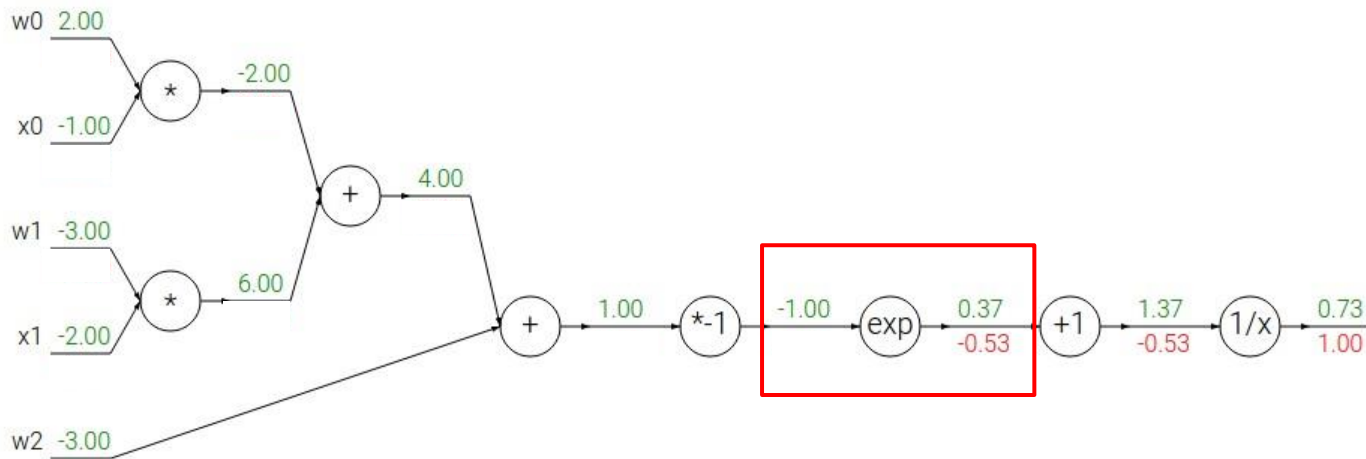 w0 2.00
* -2.00
x0 -1.00
+ 4.00
w1 -3.00
* 6.00
x1 -2.00
+ 1.00 *-1 -1.00 exp 0.37 +1 1.37 1/x 0.73
-0.53 -0.53 1.00
w2 -3.00